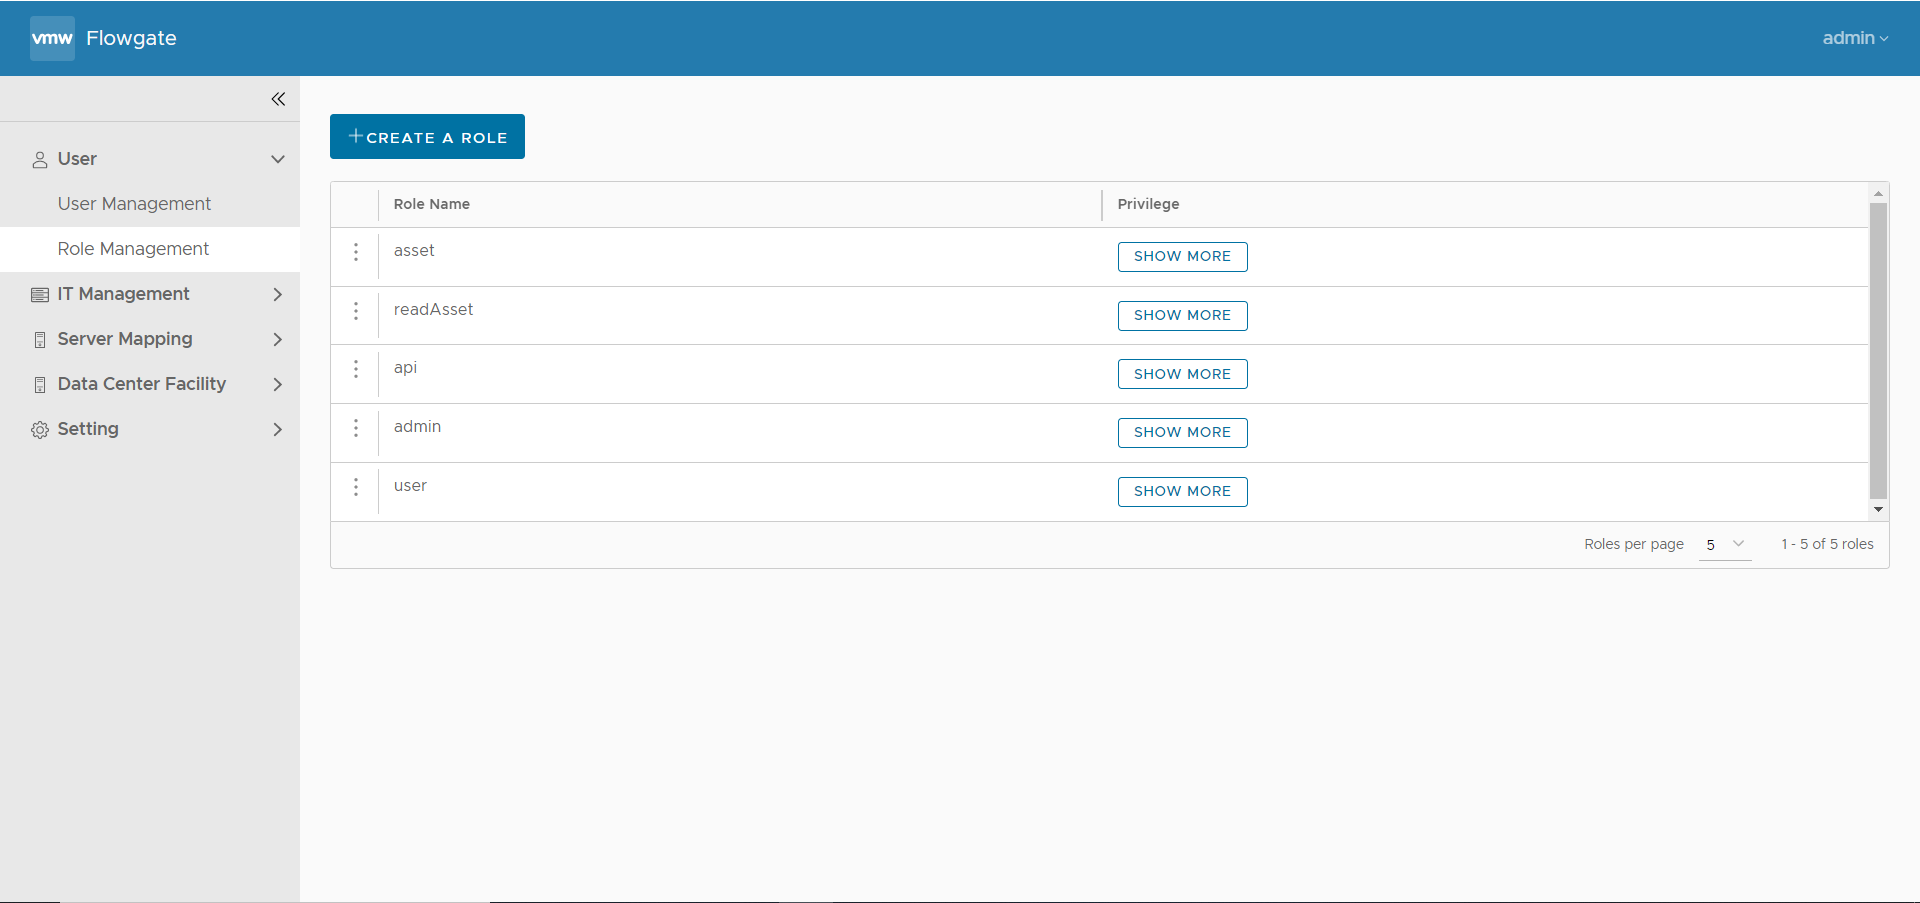 vmw Flowgate
admin
User
User Management
Role Management
IT Management
Server Mapping
Data Center Facility
Setting
CREATE A ROLE
Role Name Privilege
asset SHOW MORE
readAsset SHOW MORE
api SHOW MORE
admin SHOW MORE
user SHOW MORE
Roles per page 5 1 - 5 of 5 roles